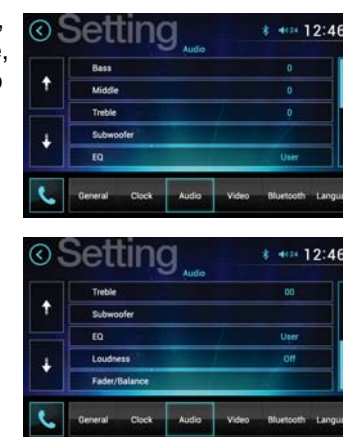 Setting
Audio
24 12:46
Bass 0
Middle 0
Treble 0
Subwoofer
EQ User
General Clock Audio Video Bluetooth Langua
Setting
Audio
24 12:46
Treble 00
Subwoofer
EQ User
Loudness Off
Fader/Balance
General Clock Audio Video Bluetooth Langua